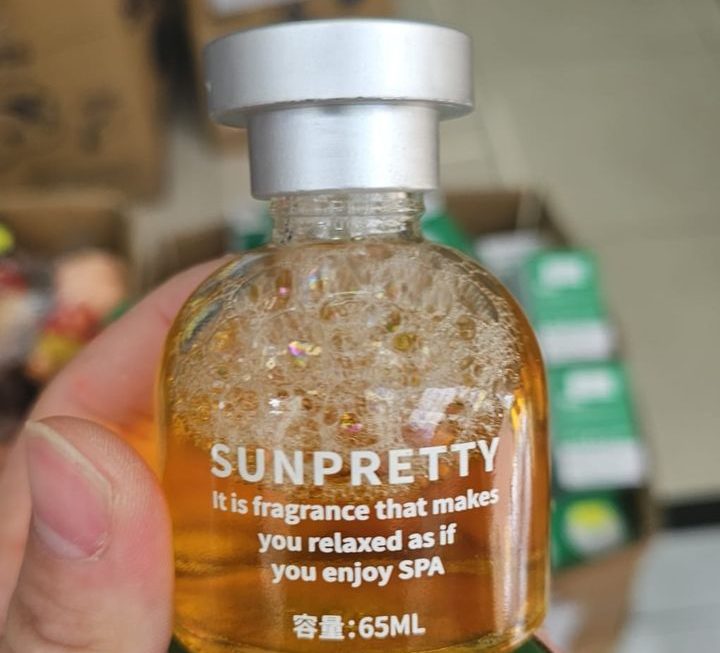 SUNPRETTY
It is fragrance that makes
you relaxed as if
you enjoy SPA
容量:65ML